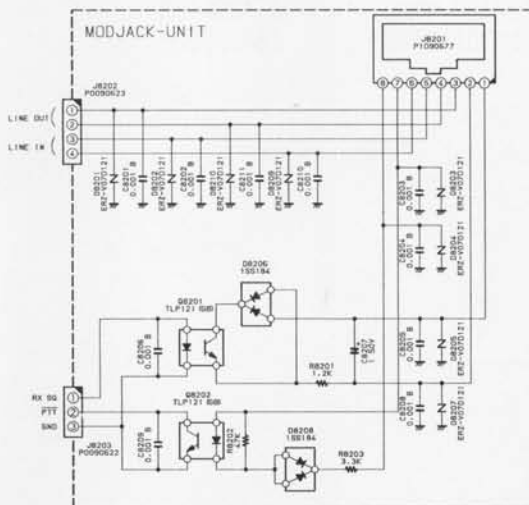 MODJACK-UNIT
J8201
P1090677
8 7 6 5 4 3 2 1
J8202
P0090623
LINE OUT
LINE IN
1
2
3
4
D8201
ERZ-V07D121
C8201
0.001 B
D8202
ERZ-V07D121
C8202
0.001 B
D8210
ERZ-V07D121
C8211
0.001 B
D8209
ERZ-V07D121
C8210
0.001 B
C8203
0.001 B
D8203
ERZ-V07D121
C8204
0.001 B
D8204
ERZ-V07D121
D8206
1SS184
Q8201
TLP121 (GB)
C8206
0.001 B
C8207
1 50V
R8201
1.2K
C8205
0.001 B
D8205
ERZ-V07D121
RX SQ
PTT
GND
1
2
3
J8203
P0090622
Q8202
TLP121 (GB)
C8209
0.001 B
R8202
47K
D8208
1SS184
R8203
3.3K
C8208
0.001 B
D8207
ERZ-V07D121